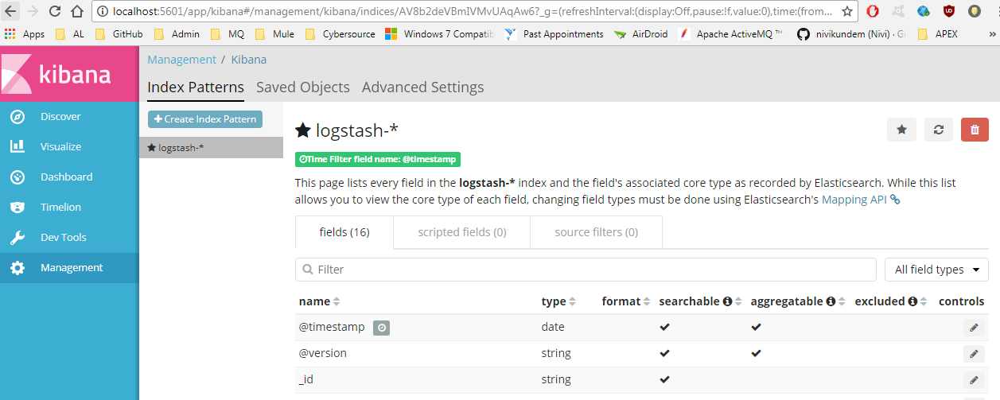 localhost:5601/app/kibana#/management/kibana/indices/AV8b2deVBmIVMvUAqAw6?_g=(refreshInterval:(display:Off,pause:!f,value:0),time:(from...
Apps AL GitHub Admin MQ Mule Cybersource Windows 7 Compatib Past Appointments AirDroid Apache ActiveMQ ™ nivikundem (Nivi) · Gi APEX »
kibana
Management / Kibana
Index Patterns Saved Objects Advanced Settings
Discover
Visualize
Dashboard
Timelion
Dev Tools
Management
+ Create Index Pattern
logstash-*
logstash-*
Time Filter field name: @timestamp
This page lists every field in the logstash-* index and the field's associated core type as recorded by Elasticsearch. While this list
allows you to view the core type of each field, changing field types must be done using Elasticsearch's Mapping API
fields (16) scripted fields (0) source filters (0)
Filter All field types
name type format searchable aggregatable excluded controls
@timestamp date
@version string
_id string